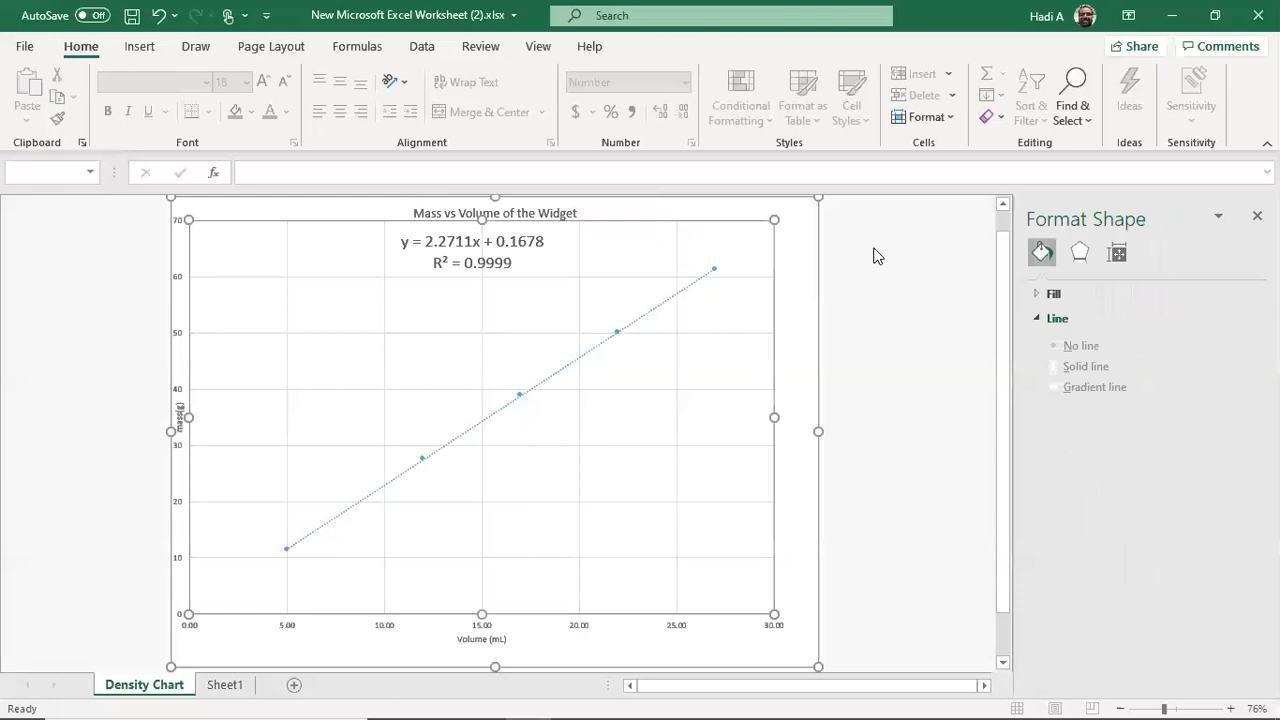 AutoSave Off New Microsoft Excel Worksheet (2).xlsx Search Hadi A
File Home Insert Draw Page Layout Formulas Data Review View Help Share Comments
Paste
Clipboard
18
B I U A
Font
Wrap Text
Merge & Center
Alignment
Number
$ %
Number
Conditional Formatting
Format as Table
Cell Styles
Styles
Insert
Delete
Format
Cells
Sort & Filter
Find & Select
Editing
Ideas
Ideas
Sensitivity
Sensitivity
fx
Mass vs Volume of the Widget
y = 2.2711x + 0.1678
R² = 0.9999
70
60
50
40
30
20
10
0
mass(g)
0.00 5.00 10.00 15.00 20.00 25.00 30.00
Volume (mL)
Format Shape
Fill
Line
No line
Solid line
Gradient line
Density Chart Sheet1
Ready 76%